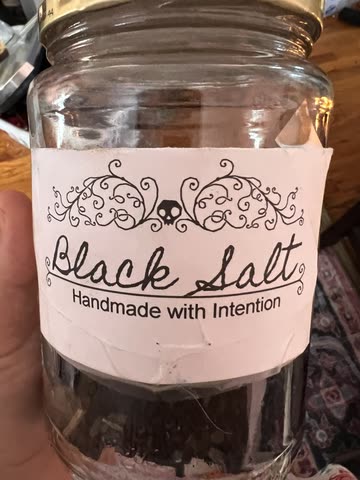 Black Salt
Handmade with Intention